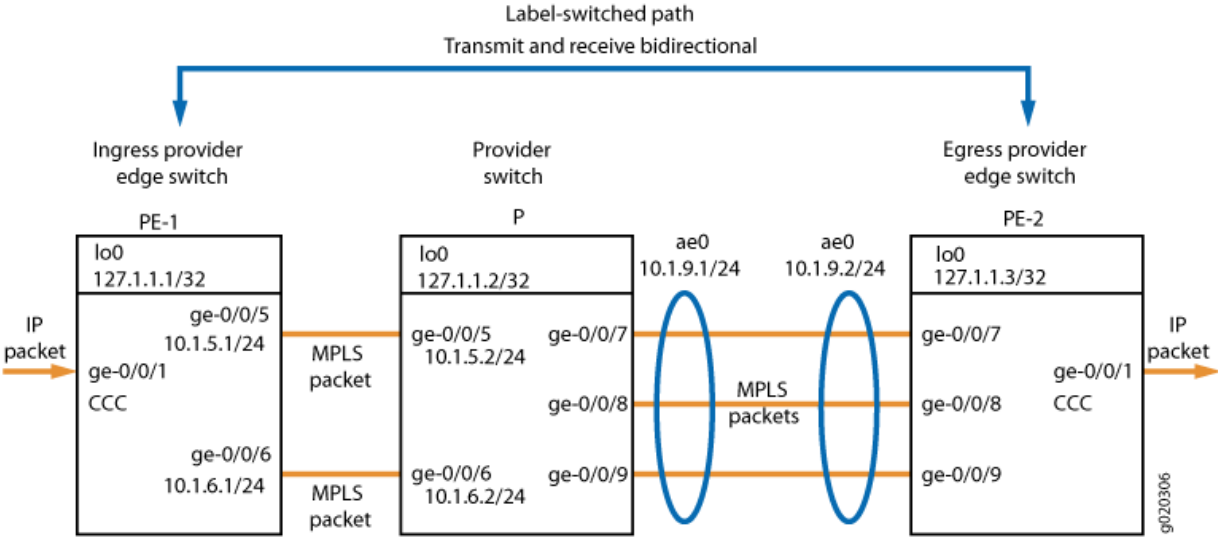 Label-switched path
Transmit and receive bidirectional
Ingress provider
edge switch
Provider
switch
Egress provider
edge switch
PE-1
P
PE-2
lo0
127.1.1.1/32
lo0
127.1.1.2/32
ae0
10.1.9.1/24
ae0
10.1.9.2/24
lo0
127.1.1.3/32
IP
packet
ge-0/0/5
10.1.5.1/24
ge-0/0/1
CCC
ge-0/0/6
10.1.6.1/24
MPLS
packet
MPLS
packet
ge-0/0/5
10.1.5.2/24
ge-0/0/6
10.1.6.2/24
ge-0/0/7
ge-0/0/8
ge-0/0/9
MPLS
packets
ge-0/0/7
ge-0/0/8
ge-0/0/9
ge-0/0/1
CCC
IP
packet
g020306